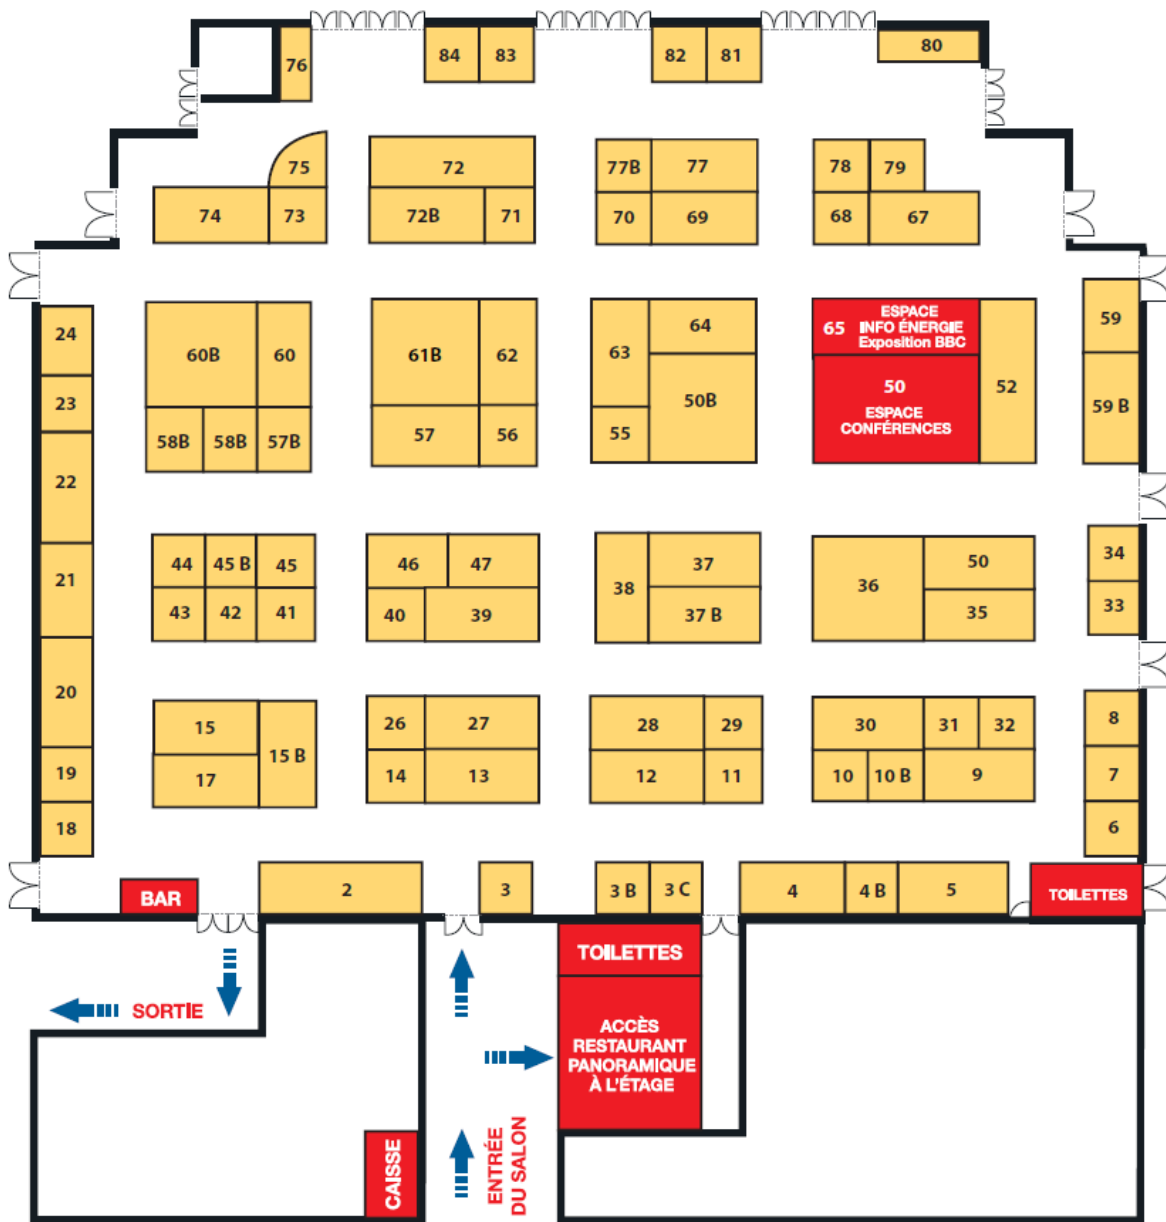 76
84
83
82
81
80
75
72
77B
77
78
79
74
73
72B
71
70
69
68
67
24
23
22
21
20
19
18
60B
60
58B
58B
57B
61B
62
57
56
63
64
50B
55
65
ESPACE
INFO ÉNERGIE
Exposition BBC
50
ESPACE
CONFÉRENCES
52
59
59 B
44
45 B
45
43
42
41
46
47
40
39
38
37
37 B
36
50
35
34
33
15
15 B
17
26
27
14
13
28
29
12
11
30
31
32
10
10 B
9
8
7
6
BAR
2
3
3 B
3 C
4
4 B
5
TOILETTES
SORTIE
TOILETTES
ACCÈS
RESTAURANT
PANORAMIQUE
À L'ÉTAGE
CAISSE
ENTRÉE
DU SALON